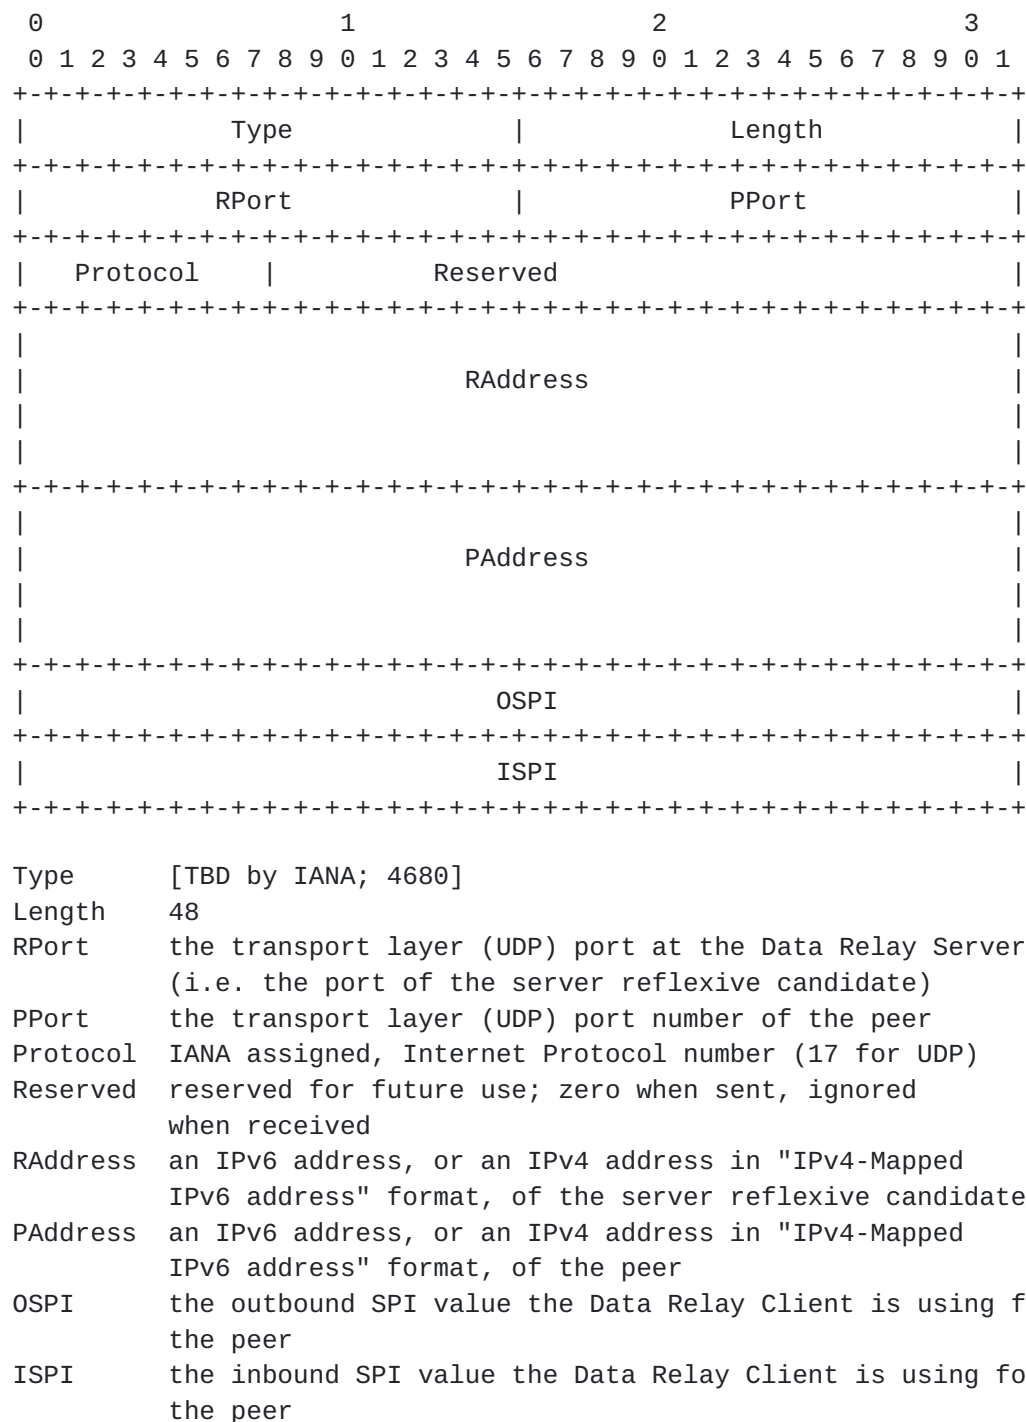 0                   1                   2                   3
 0 1 2 3 4 5 6 7 8 9 0 1 2 3 4 5 6 7 8 9 0 1 2 3 4 5 6 7 8 9 0 1
+-+-+-+-+-+-+-+-+-+-+-+-+-+-+-+-+-+-+-+-+-+-+-+-+-+-+-+-+-+-+-+-+
|             Type              |             Length            |
+-+-+-+-+-+-+-+-+-+-+-+-+-+-+-+-+-+-+-+-+-+-+-+-+-+-+-+-+-+-+-+-+
|            RPort              |             PPort             |
+-+-+-+-+-+-+-+-+-+-+-+-+-+-+-+-+-+-+-+-+-+-+-+-+-+-+-+-+-+-+-+-+
|   Protocol    |          Reserved                             |
+-+-+-+-+-+-+-+-+-+-+-+-+-+-+-+-+-+-+-+-+-+-+-+-+-+-+-+-+-+-+-+-+
|                                                               |
|                            RAddress                           |
|                                                               |
|                                                               |
+-+-+-+-+-+-+-+-+-+-+-+-+-+-+-+-+-+-+-+-+-+-+-+-+-+-+-+-+-+-+-+-+
|                                                               |
|                            PAddress                           |
|                                                               |
|                                                               |
+-+-+-+-+-+-+-+-+-+-+-+-+-+-+-+-+-+-+-+-+-+-+-+-+-+-+-+-+-+-+-+-+
|                              OSPI                             |
+-+-+-+-+-+-+-+-+-+-+-+-+-+-+-+-+-+-+-+-+-+-+-+-+-+-+-+-+-+-+-+-+
|                              ISPI                             |
+-+-+-+-+-+-+-+-+-+-+-+-+-+-+-+-+-+-+-+-+-+-+-+-+-+-+-+-+-+-+-+-+

Type      [TBD by IANA; 4680]
Length    48
RPort     the transport layer (UDP) port at the Data Relay Server
          (i.e. the port of the server reflexive candidate)
PPort     the transport layer (UDP) port number of the peer
Protocol  IANA assigned, Internet Protocol number (17 for UDP)
Reserved  reserved for future use; zero when sent, ignored
          when received
RAddress  an IPv6 address, or an IPv4 address in "IPv4-Mapped
          IPv6 address" format, of the server reflexive candidate
PAddress  an IPv6 address, or an IPv4 address in "IPv4-Mapped
          IPv6 address" format, of the peer
OSPI      the outbound SPI value the Data Relay Client is using f
          the peer
ISPI      the inbound SPI value the Data Relay Client is using fo
          the peer